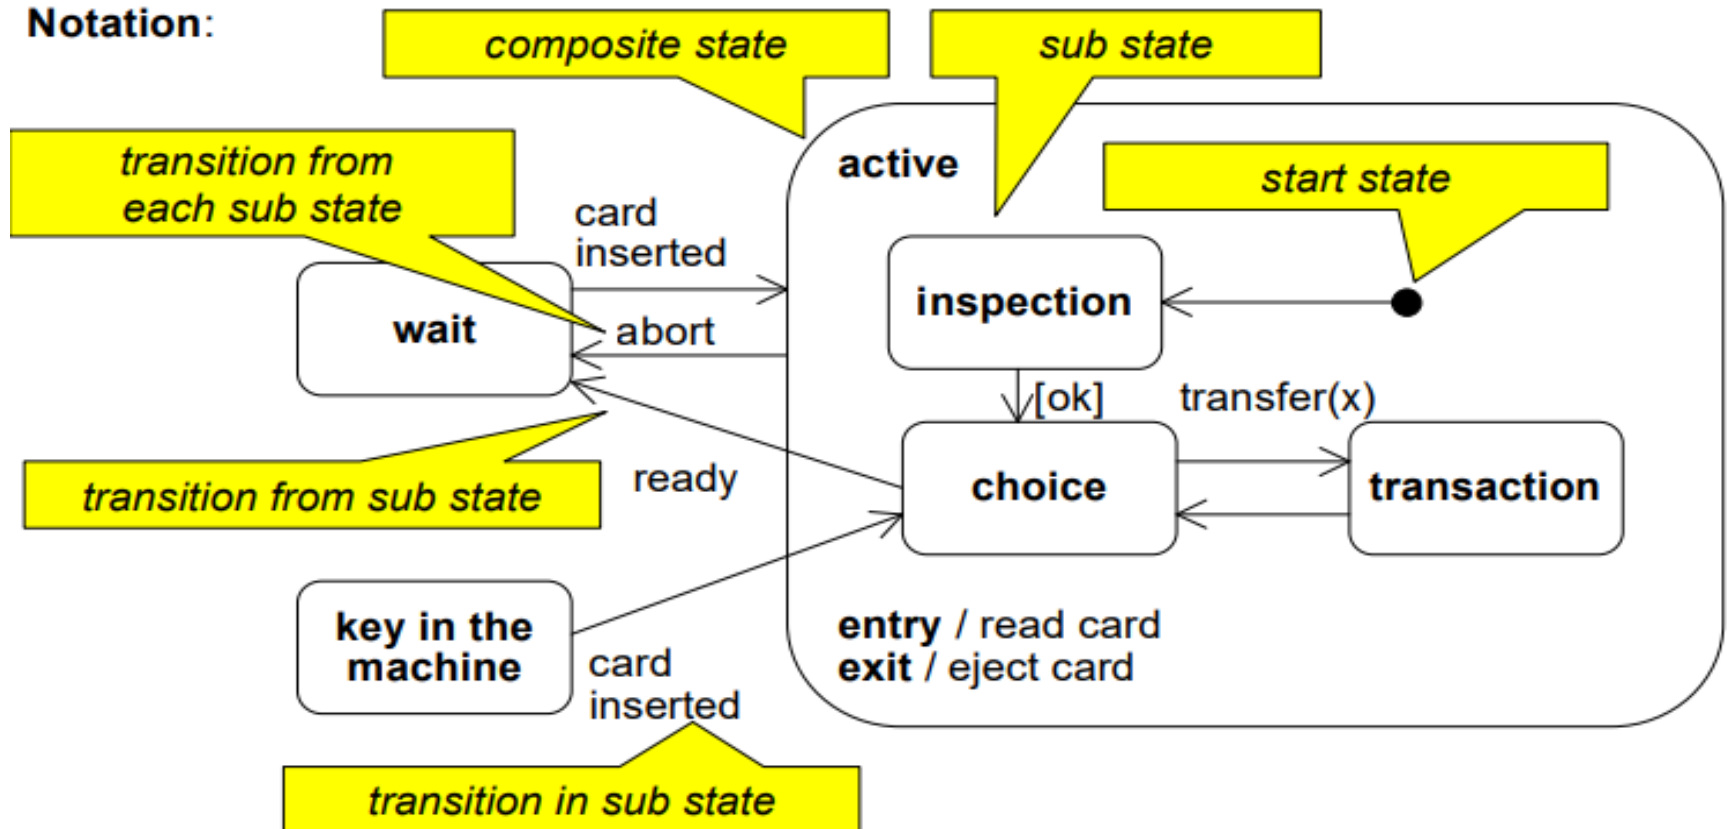 Notation:
composite state
sub state
transition from
each sub state
active
start state
card
inserted
wait
abort
inspection
[ok]
transfer(x)
transition from sub state
ready
choice
transaction
key in the
machine
card
inserted
entry / read card
exit / eject card
transition in sub state